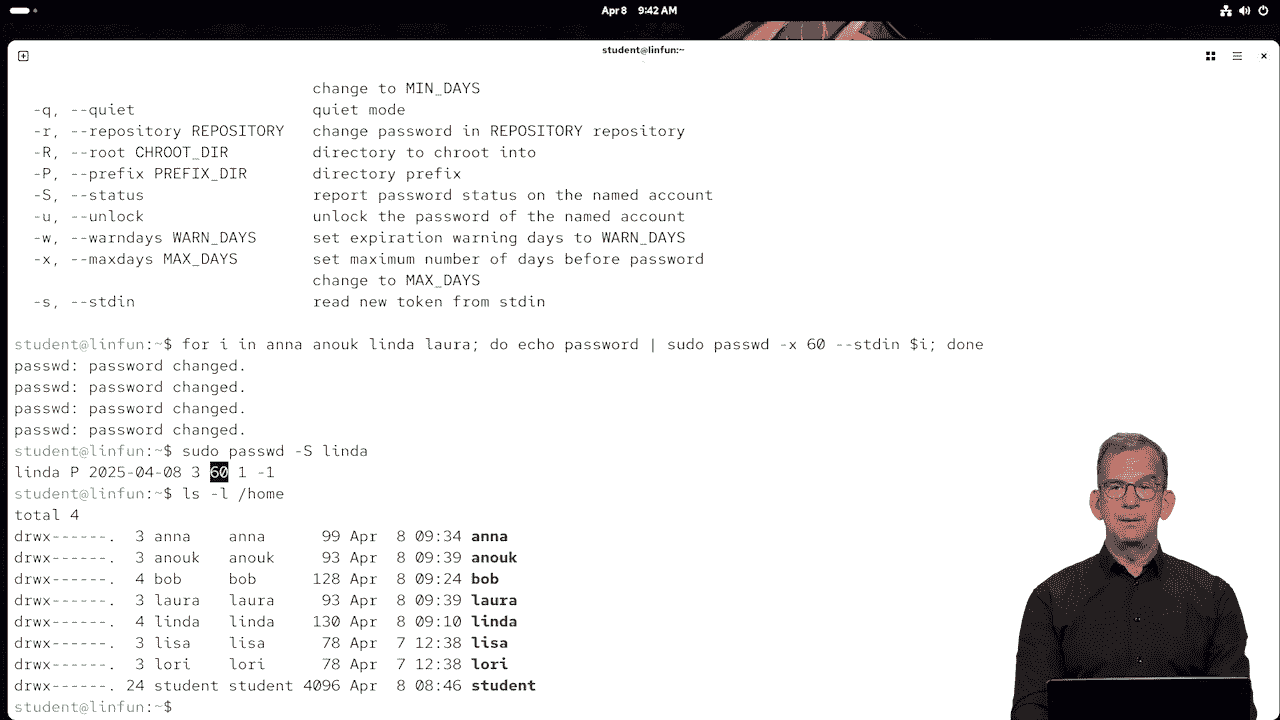 Apr 8 9:42 AM
student@linfun:~
change to MIN_DAYS
-q, --quiet quiet mode
-r, --repository REPOSITORY change password in REPOSITORY repository
-R, --root CHROOT_DIR directory to chroot into
-P, --prefix PREFIX_DIR directory prefix
-S, --status report password status on the named account
-u, --unlock unlock the password of the named account
-w, --warndays WARN_DAYS set expiration warning days to WARN_DAYS
-x, --maxdays MAX_DAYS set maximum number of days before password
change to MAX_DAYS
-s, --stdin read new token from stdin
student@linfun:~$ for i in anna anouk linda laura; do echo password | sudo passwd -x 60 --stdin $i; done
passwd: password changed.
passwd: password changed.
passwd: password changed.
passwd: password changed.
student@linfun:~$ sudo passwd -S linda
linda P 2025-04-08 3 60 1 -1
student@linfun:~$ ls -l /home
total 4
drwx------. 3 anna anna 99 Apr 8 09:34 anna
drwx------. 3 anouk anouk 93 Apr 8 09:39 anouk
drwx------. 4 bob bob 128 Apr 8 09:24 bob
drwx------. 3 laura laura 93 Apr 8 09:39 laura
drwx------. 4 linda linda 130 Apr 8 09:10 linda
drwx------. 3 lisa lisa 78 Apr 7 12:38 lisa
drwx------. 3 lori lori 78 Apr 7 12:38 lori
drwx------. 24 student student 4096 Apr 8 08:46 student
student@linfun:~$